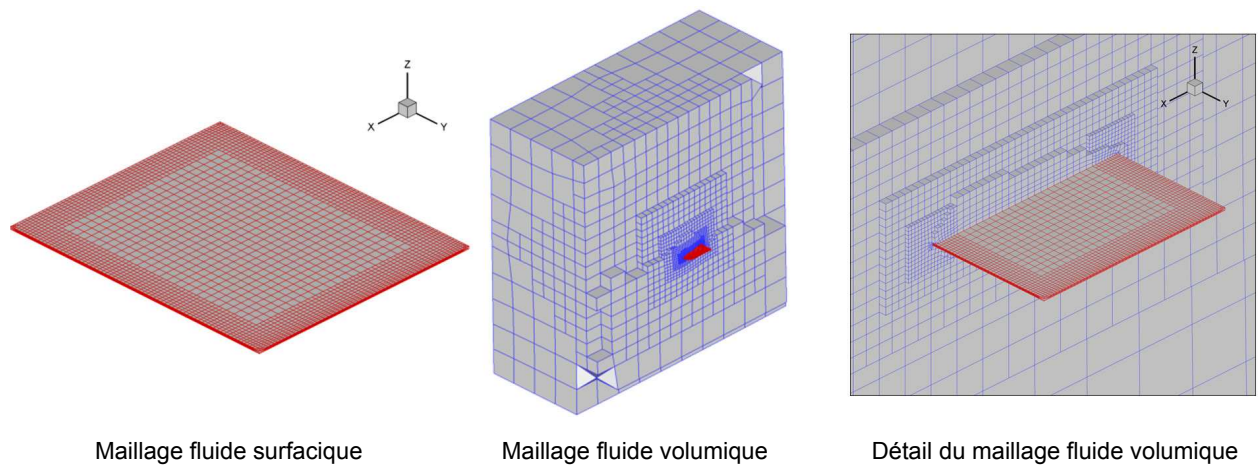 Z
X
Y
Z
X
Y
Maillage fluide surfacique
Maillage fluide volumique
Détail du maillage fluide volumique